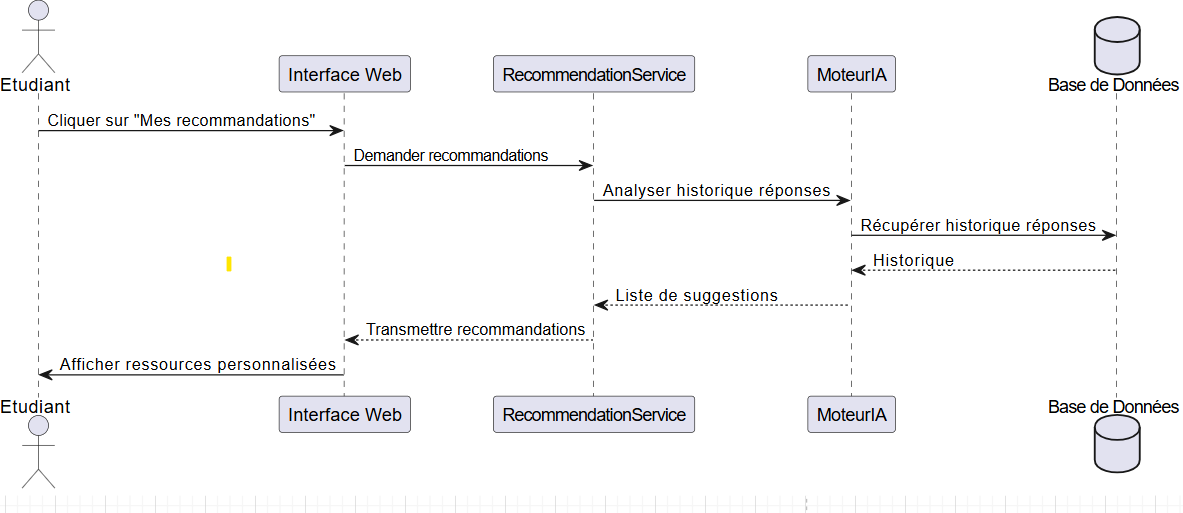 Etudiant
Interface Web
RecommendationService
MoteurIA
Base de Données
Cliquer sur "Mes recommandations"
Demander recommandations
Analyser historique réponses
Récupérer historique réponses
Historique
Liste de suggestions
Transmettre recommandations
Afficher ressources personnalisées
Etudiant
Interface Web
RecommendationService
MoteurIA
Base de Données